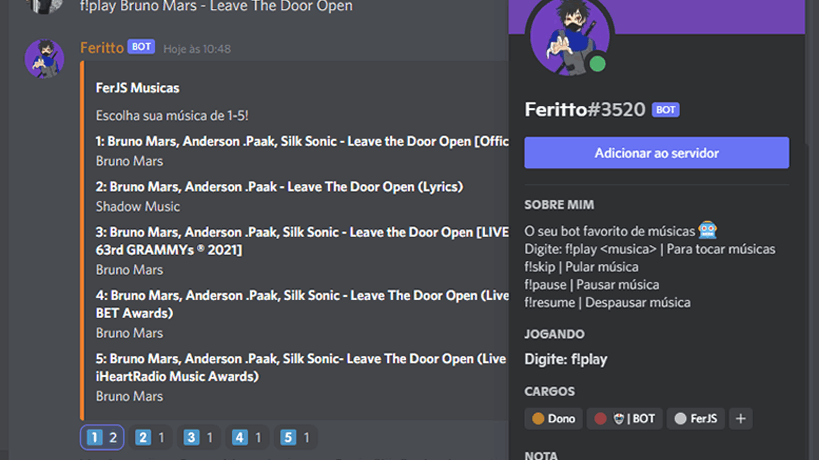 f!play Bruno Mars - Leave The Door Open
Feritto BOT Hoje às 10:48
FerJS Musicas
Escolha sua música de 1-5!
1: Bruno Mars, Anderson .Paak, Silk Sonic - Leave the Door Open [Offic
Bruno Mars
2: Bruno Mars, Anderson .Paak - Leave The Door Open (Lyrics)
Shadow Music
3: Bruno Mars, Anderson .Paak, Silk Sonic - Leave the Door Open [LIVE
63rd GRAMMYs ® 2021]
Bruno Mars
4: Bruno Mars, Anderson .Paak, Silk Sonic - Leave The Door Open (Live
BET Awards)
Bruno Mars
5: Bruno Mars, Anderson .Paak, Silk Sonic- Leave The Door Open (Live
iHeartRadio Music Awards)
Bruno Mars
1 2 2 1 3 1 4 1 5 1
Feritto#3520 BOT
Adicionar ao servidor
SOBRE MIM
O seu bot favorito de músicas 🤖
Digite: f!play <musica> | Para tocar músicas
f!skip | Pular música
f!pause | Pausar música
f!resume | Despausar música
JOGANDO
Digite: f!play
CARGOS
Dono | BOT FerJS +
NOTA